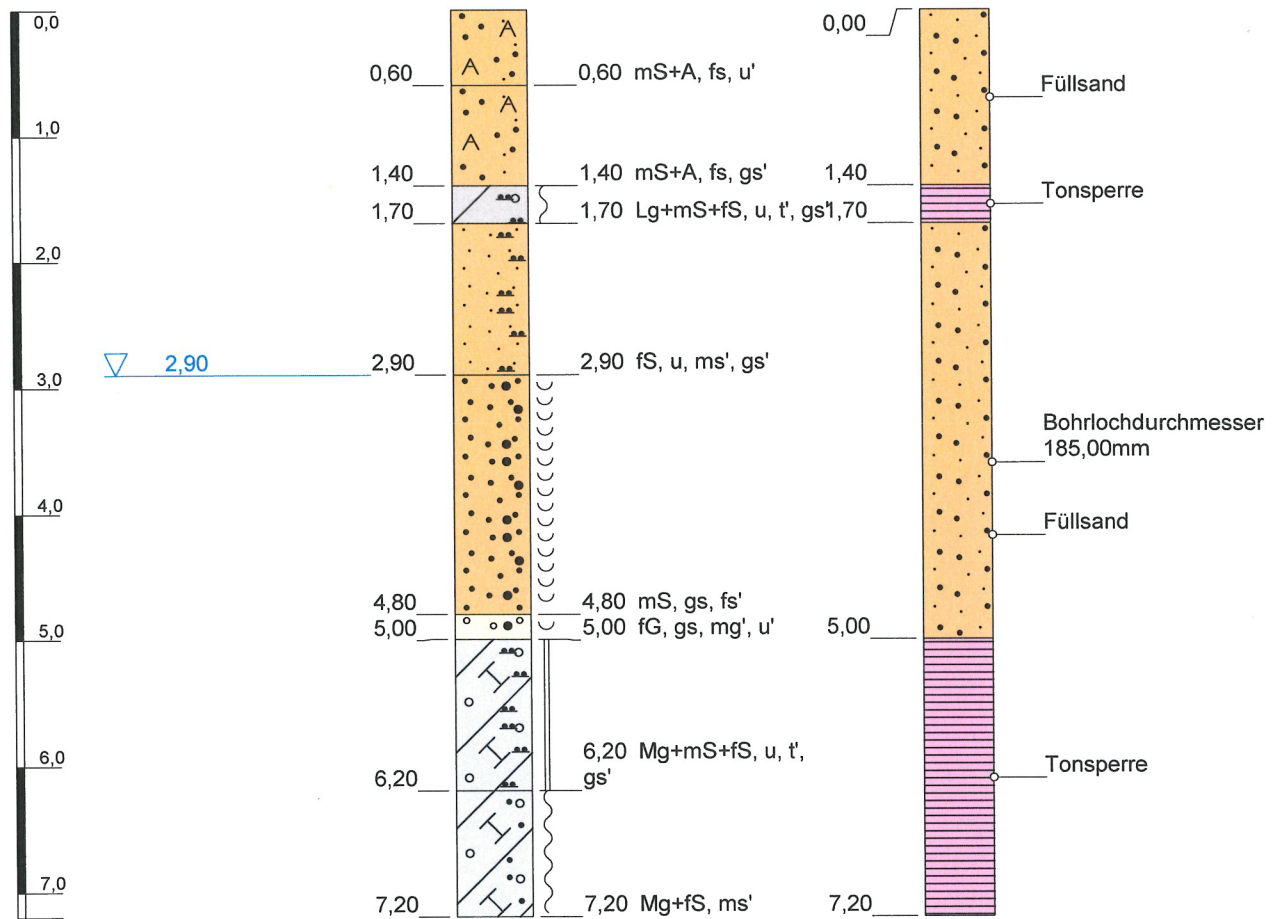 0,0
1,0
2,0
3,0
4,0
5,0
6,0
7,0
2,90
0,60
1,40
1,70
2,90
4,80
5,00
6,20
7,20
0,60 mS+A, fs, u'
1,40 mS+A, fs, gs'
1,70 Lg+mS+fS, u, t', gs'
2,90 fS, u, ms', gs'
4,80 mS, gs, fs'
5,00 fG, gs, mg', u'
6,20 Mg+mS+fS, u, t',
gs'
7,20 Mg+fS, ms'
0,00
1,40
1,70
5,00
7,20
Füllsand
Tonsperre
Bohrlochdurchmesser
185,00mm
Füllsand
Tonsperre